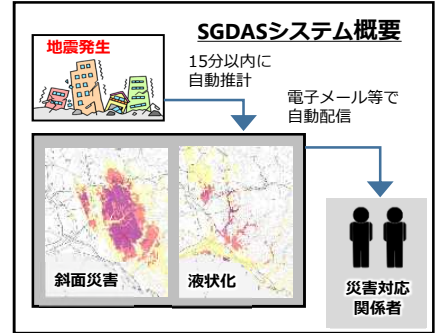 SGDASシステム概要
地震発生
15分以内に
自動推計
電子メール等で
自動配信
斜面災害
液状化
災害対応
関係者